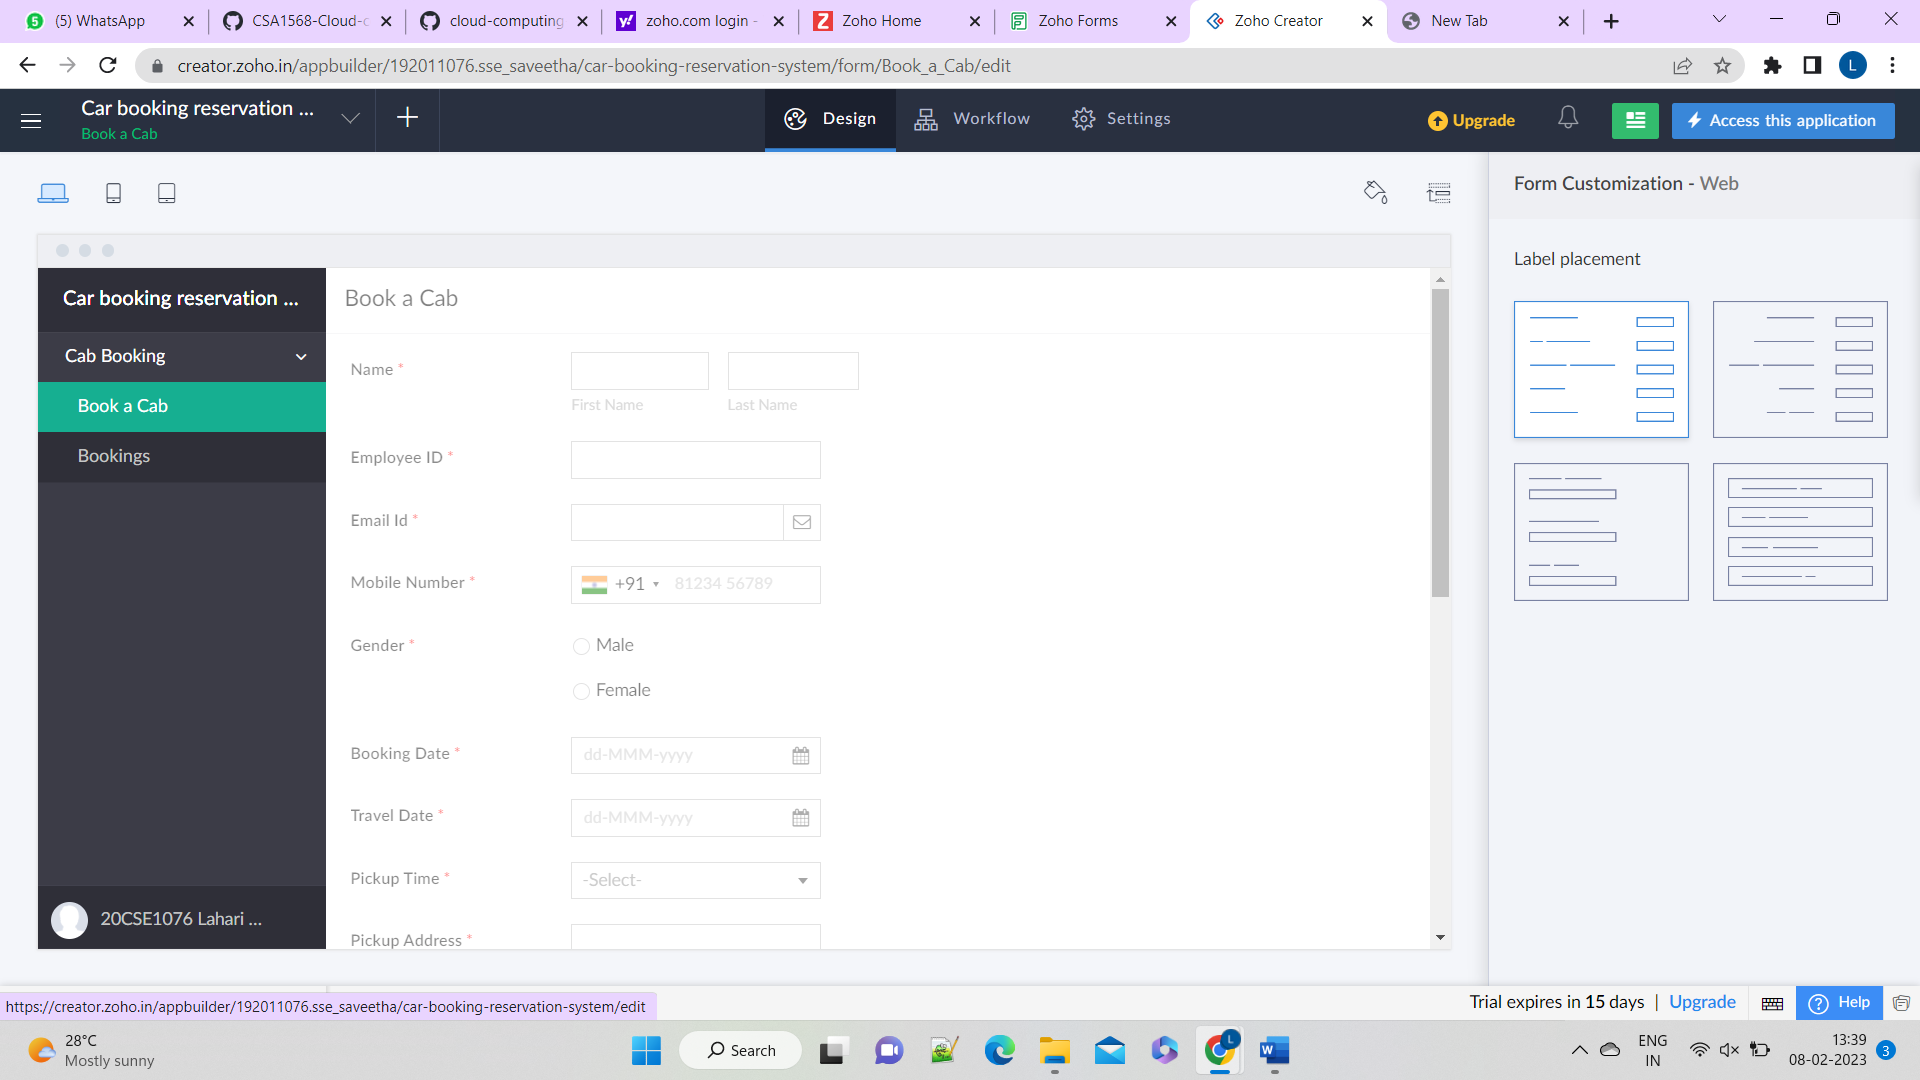 (5) WhatsApp
CSA1568-Cloud-c
cloud-computing
zoho.com login -
Zoho Home
Zoho Forms
Zoho Creator
New Tab
creator.zoho.in/appbuilder/192011076.sse_saveetha/car-booking-reservation-system/form/Book_a_Cab/edit
L
Car booking reservation ...
Book a Cab
Design
Workflow
Settings
Upgrade
Access this application
Form Customization - Web
Label placement
Car booking reservation ...
Cab Booking
Book a Cab
Bookings
20CSE1076 Lahari ...
Book a Cab
Name *
First Name
Last Name
Employee ID *
Email Id *
Mobile Number *
+91
81234 56789
Gender *
Male
Female
Booking Date *
dd-MMM-yyyy
Travel Date *
dd-MMM-yyyy
Pickup Time *
-Select-
Pickup Address *
https://creator.zoho.in/appbuilder/192011076.sse_saveetha/car-booking-reservation-system/edit
Trial expires in 15 days | Upgrade
Help
28°C
Mostly sunny
Search
L
ENG
IN
13:39
08-02-2023
3